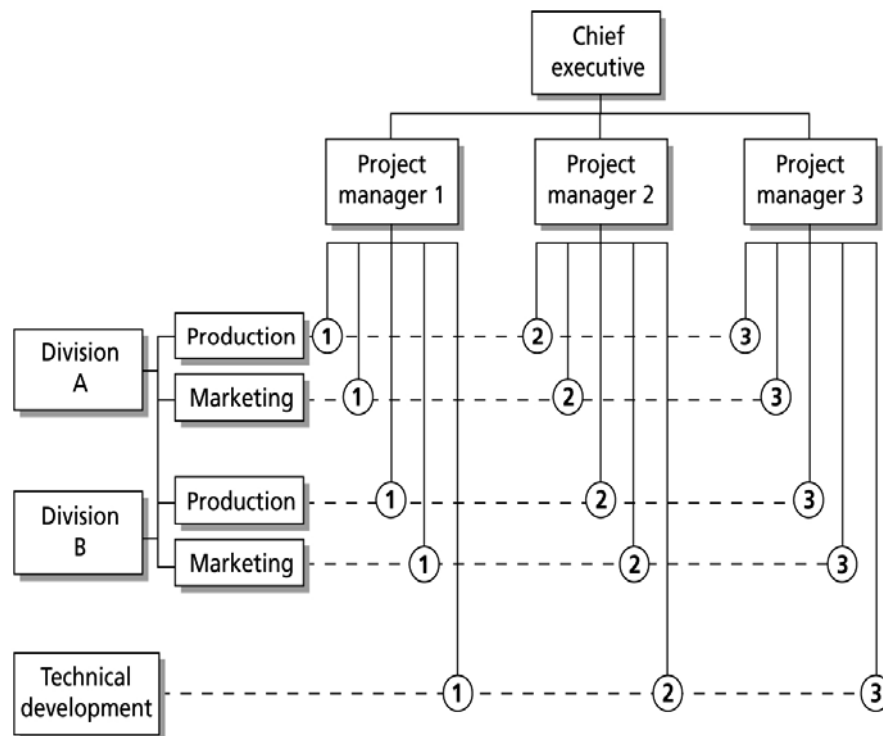 Chief
executive
Project
manager 1
Project
manager 2
Project
manager 3
Division
A
Production
1
2
3
Marketing
1
2
3
Division
B
Production
1
2
3
Marketing
1
2
3
Technical
development
1
2
3